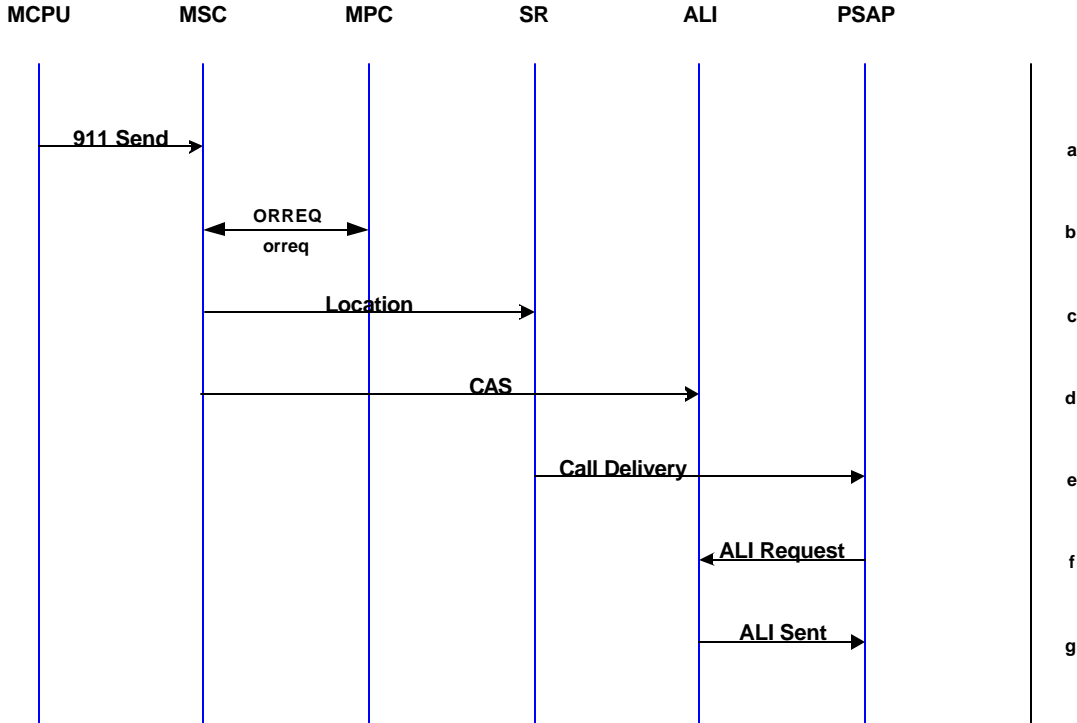 MCPU MSC MPC SR ALI PSAP
911 Send a
ORREQ
orreq b
Location c
CAS d
Call Delivery e
ALI Request f
ALI Sent g